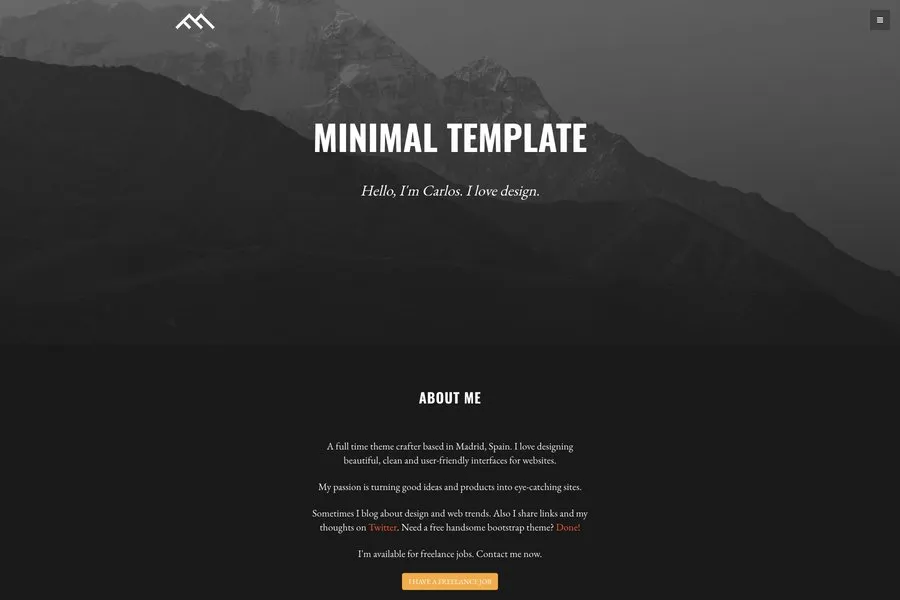 MINIMAL TEMPLATE
Hello, I'm Carlos. I love design.
ABOUT ME
A full time theme crafter based in Madrid, Spain. I love designing
beautiful, clean and user-friendly interfaces for websites.
My passion is turning good ideas and products into eye-catching sites.
Sometimes I blog about design and web trends. Also I share links and my
thoughts on Twitter. Need a free handsome bootstrap theme? Done!
I'm available for freelance jobs. Contact me now.
I HAVE A FREELANCE JOB